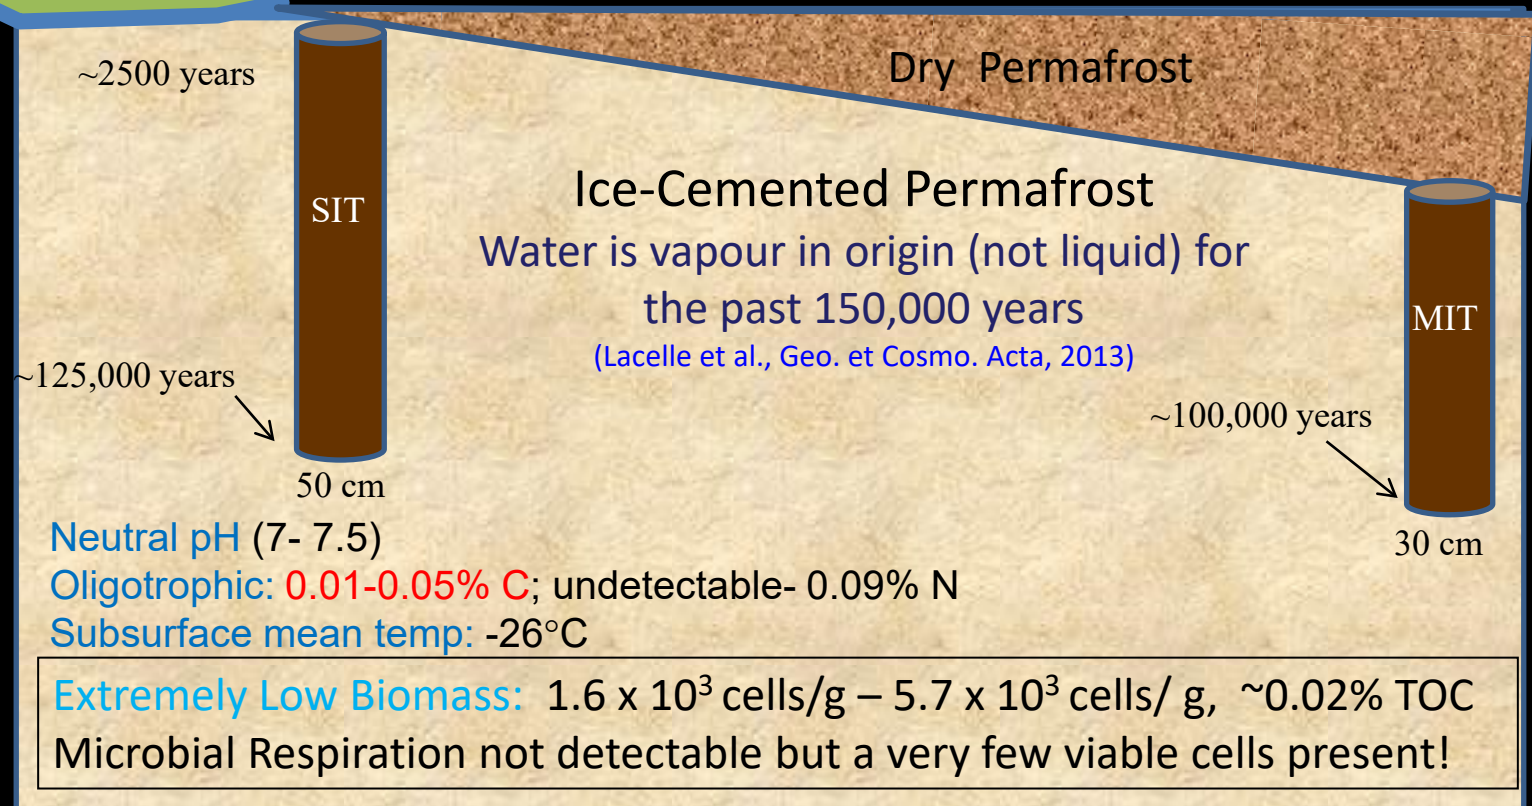 Dry Permafrost
~2500 years
SIT
Ice-Cemented Permafrost
Water is vapour in origin (not liquid) for
the past 150,000 years
(Lacelle et al., Geo. et Cosmo. Acta, 2013)
MIT
~125,000 years
~100,000 years
50 cm
30 cm
Neutral pH (7- 7.5)
Oligotrophic: 0.01-0.05% C; undetectable- 0.09% N
Subsurface mean temp: -26°C
Extremely Low Biomass: 1.6 x 10³ cells/g – 5.7 x 10³ cells/ g, ~0.02% TOC
Microbial Respiration not detectable but a very few viable cells present!